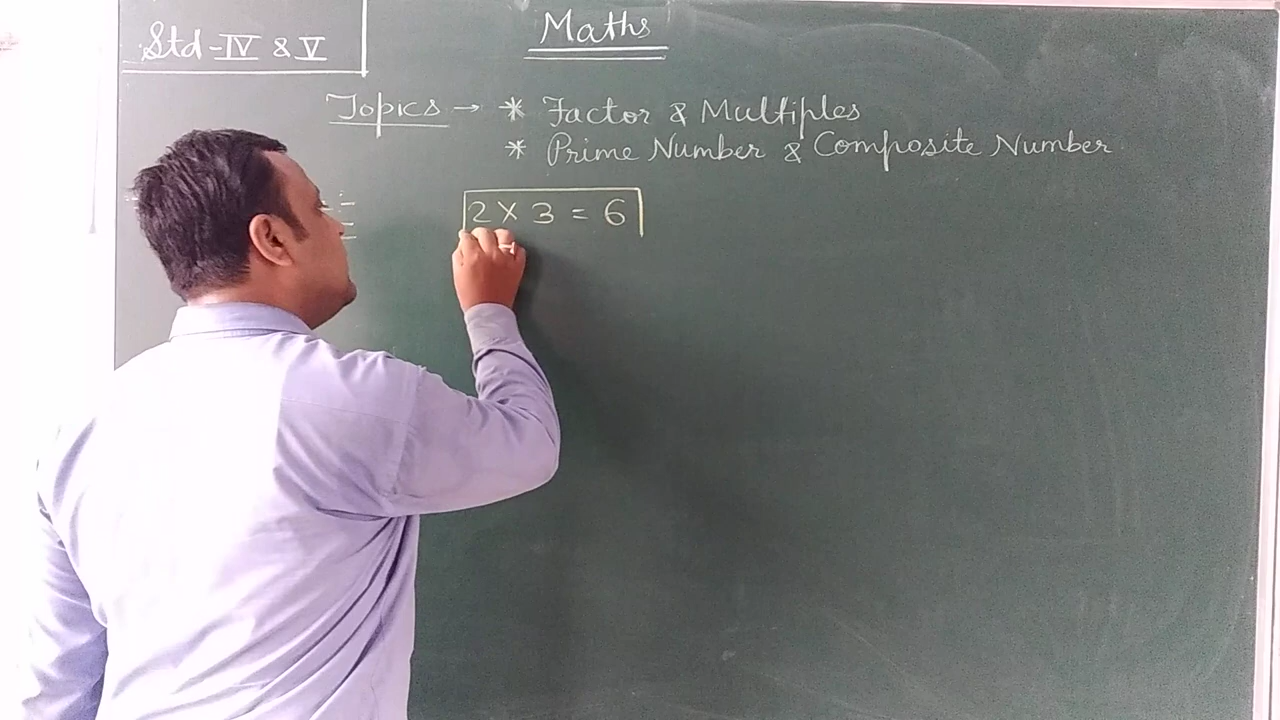 Maths
Std-IV & V
Topics → * Factor & Multiples
* Prime Number & Composite Number
2 × 3 = 6